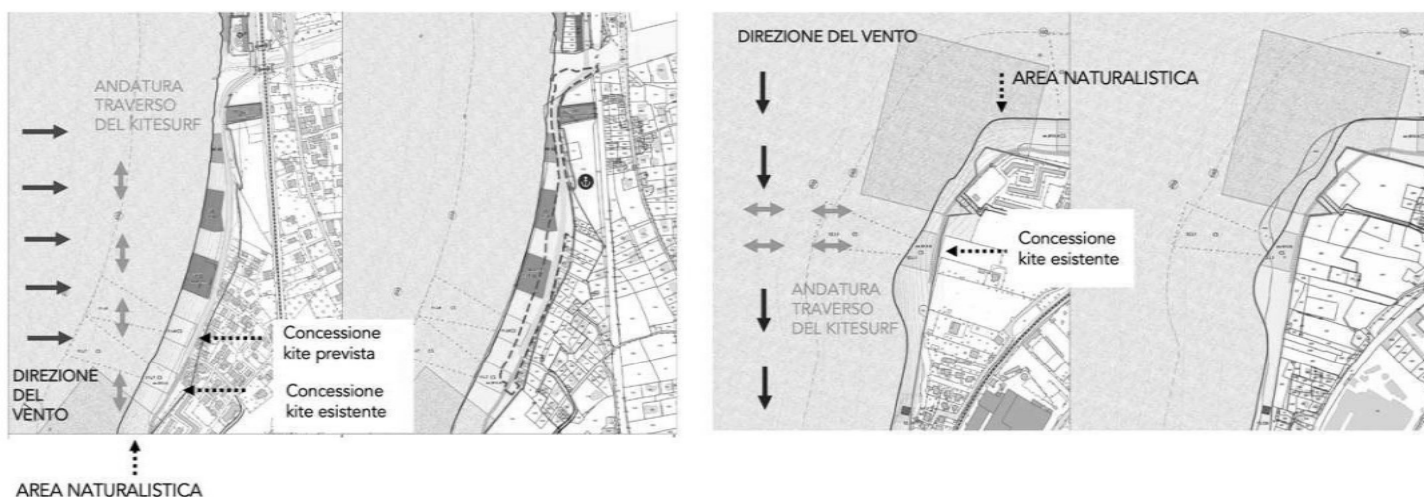 ANDATURA
TRAVERSO
DEL KITESURF
Concessione
kite prevista
Concessione
kite esistente
DIREZIONE
DEL
VENTO
AREA NATURALISTICA
DIREZIONE DEL VENTO
AREA NATURALISTICA
Concessione
kite esistente
ANDATURA
TRAVERSO
DEL KITESURF